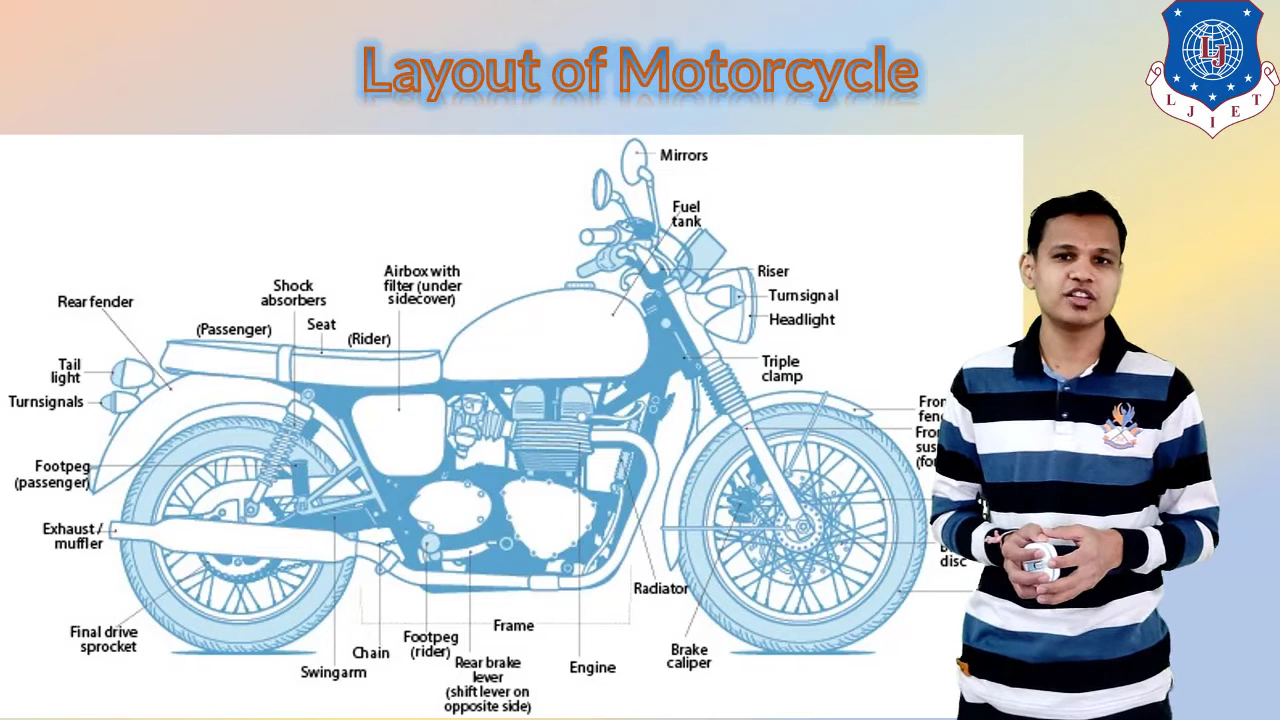 Layout of Motorcycle
LJ
L J I E T
Mirrors
Fuel
tank
Riser
Turnsignal
Headlight
Triple
clamp
Airbox with
filter (under
sidecover)
Shock
absorbers
Seat
(Passenger)
(Rider)
Rear fender
Tail
light
Turnsignals
Footpeg
(passenger)
Exhaust /
muffler
Final drive
sprocket
Swingarm
Chain
Footpeg
(rider)
Frame
Rear brake
lever
(shift lever on
opposite side)
Engine
Radiator
Brake
caliper
disc